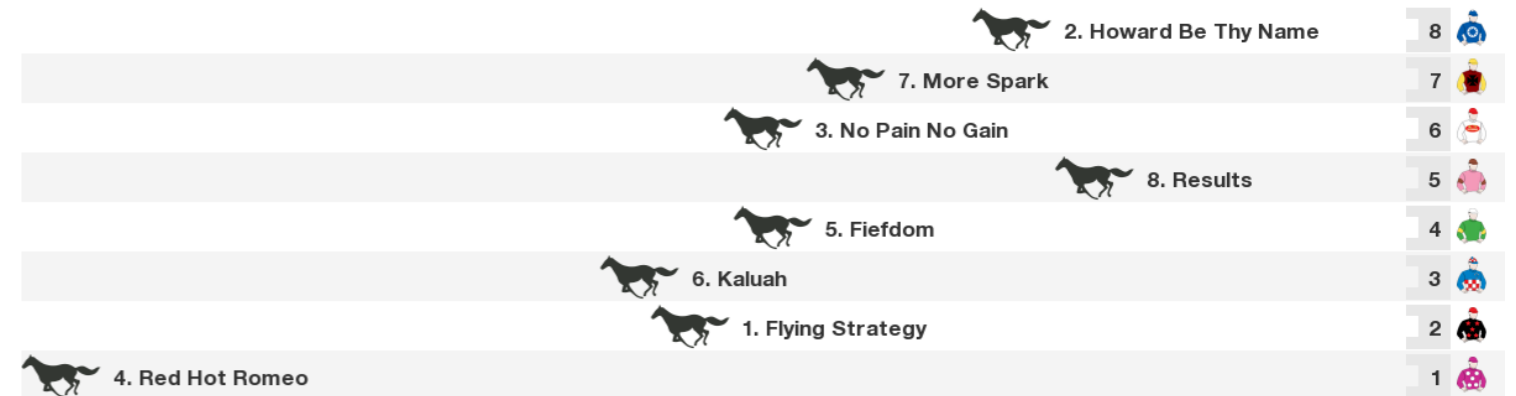 2. Howard Be Thy Name 8
7. More Spark 7
3. No Pain No Gain 6
8. Results 5
5. Fiefdom 4
6. Kaluah 3
1. Flying Strategy 2
4. Red Hot Romeo 1